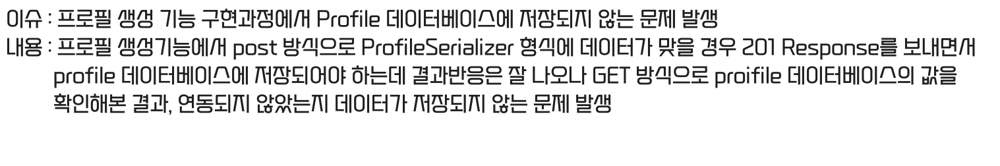 이슈 : 프로필 생성 기능 구현과정에서 Profile 데이터베이스에 저장되지 않는 문제 발생
내용 : 프로필 생성기능에서 post 방식으로 ProfileSerializer 형식에 데이터가 맞을 경우 201 Response를 보내면서
profile 데이터베이스에 저장되어야 하는데 결과반응은 잘 나오나 GET 방식으로 proifile 데이터베이스의 값을
확인해본 결과, 연동되지 않았는지 데이터가 저장되지 않는 문제 발생